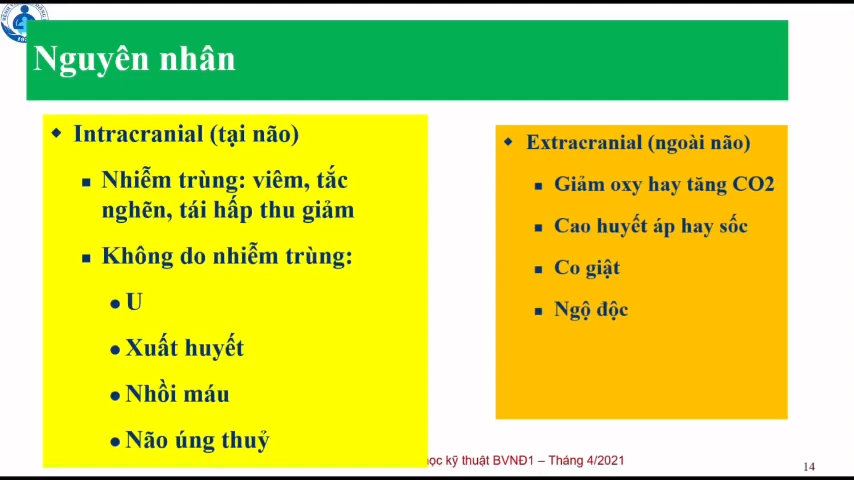 Nguyên nhân
Intracranial (tại não)
Nhiễm trùng: viêm, tắc
nghẽn, tái hấp thu giảm
Không do nhiễm trùng:
U
Xuất huyết
Nhồi máu
Não úng thuỷ
Extracranial (ngoài não)
Giảm oxy hay tăng CO2
Cao huyết áp hay sốc
Co giật
Ngộ độc
học kỹ thuật BVNĐ1 – Tháng 4/2021
14